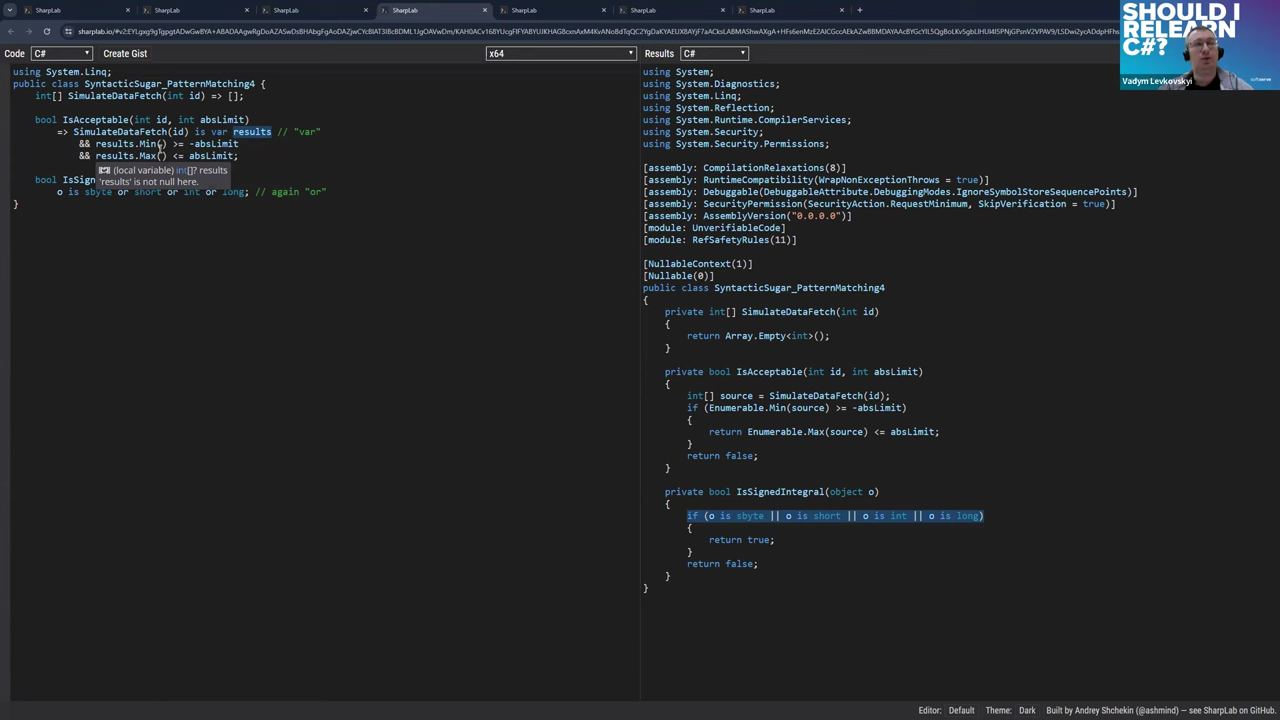 SharpLab
SharpLab
SharpLab
SharpLab
SharpLab
SharpLab
SharpLab
Code
C#
Create Gist
x64
Results
C#
using System.Linq;
public class SyntacticSugar_PatternMatching4 {
int[] SimulateDataFetch(int id) => [];
bool IsAcceptable(int id, int absLimit)
=> SimulateDataFetch(id) is var results // "var"
&& results.Min() >= -absLimit
&& results.Max() <= absLimit;
(local variable) int[]? results
'results' is not null here.
bool IsSign
o is sbyte or short or int or long; // again "or"
}
using System;
using System.Diagnostics;
using System.Linq;
using System.Reflection;
using System.Runtime.CompilerServices;
using System.Security;
using System.Security.Permissions;
[assembly: CompilationRelaxations(8)]
[assembly: RuntimeCompatibility(WrapNonExceptionThrows = true)]
[assembly: Debuggable(DebuggableAttribute.DebuggingModes.IgnoreSymbolStoreSequencePoints)]
[assembly: SecurityPermission(SecurityAction.RequestMinimum, SkipVerification = true)]
[assembly: AssemblyVersion("0.0.0.0")]
[module: UnverifiableCode]
[module: RefSafetyRules(11)]
[NullableContext(1)]
[Nullable(0)]
public class SyntacticSugar_PatternMatching4
{
private int[] SimulateDataFetch(int id)
{
return Array.Empty<int>();
}
private bool IsAcceptable(int id, int absLimit)
{
int[] source = SimulateDataFetch(id);
if (Enumerable.Min(source) >= -absLimit)
{
return Enumerable.Max(source) <= absLimit;
}
return false;
}
private bool IsSignedIntegral(object o)
{
if (o is sbyte || o is short || o is int || o is long)
{
return true;
}
return false;
}
}
SHOULD I
RELEARN
C#?
softserve
Vadym Levkovskyi
Editor: Default Theme: Dark Built by Andrey Shchekin (@ashmind) — see SharpLab on GitHub.